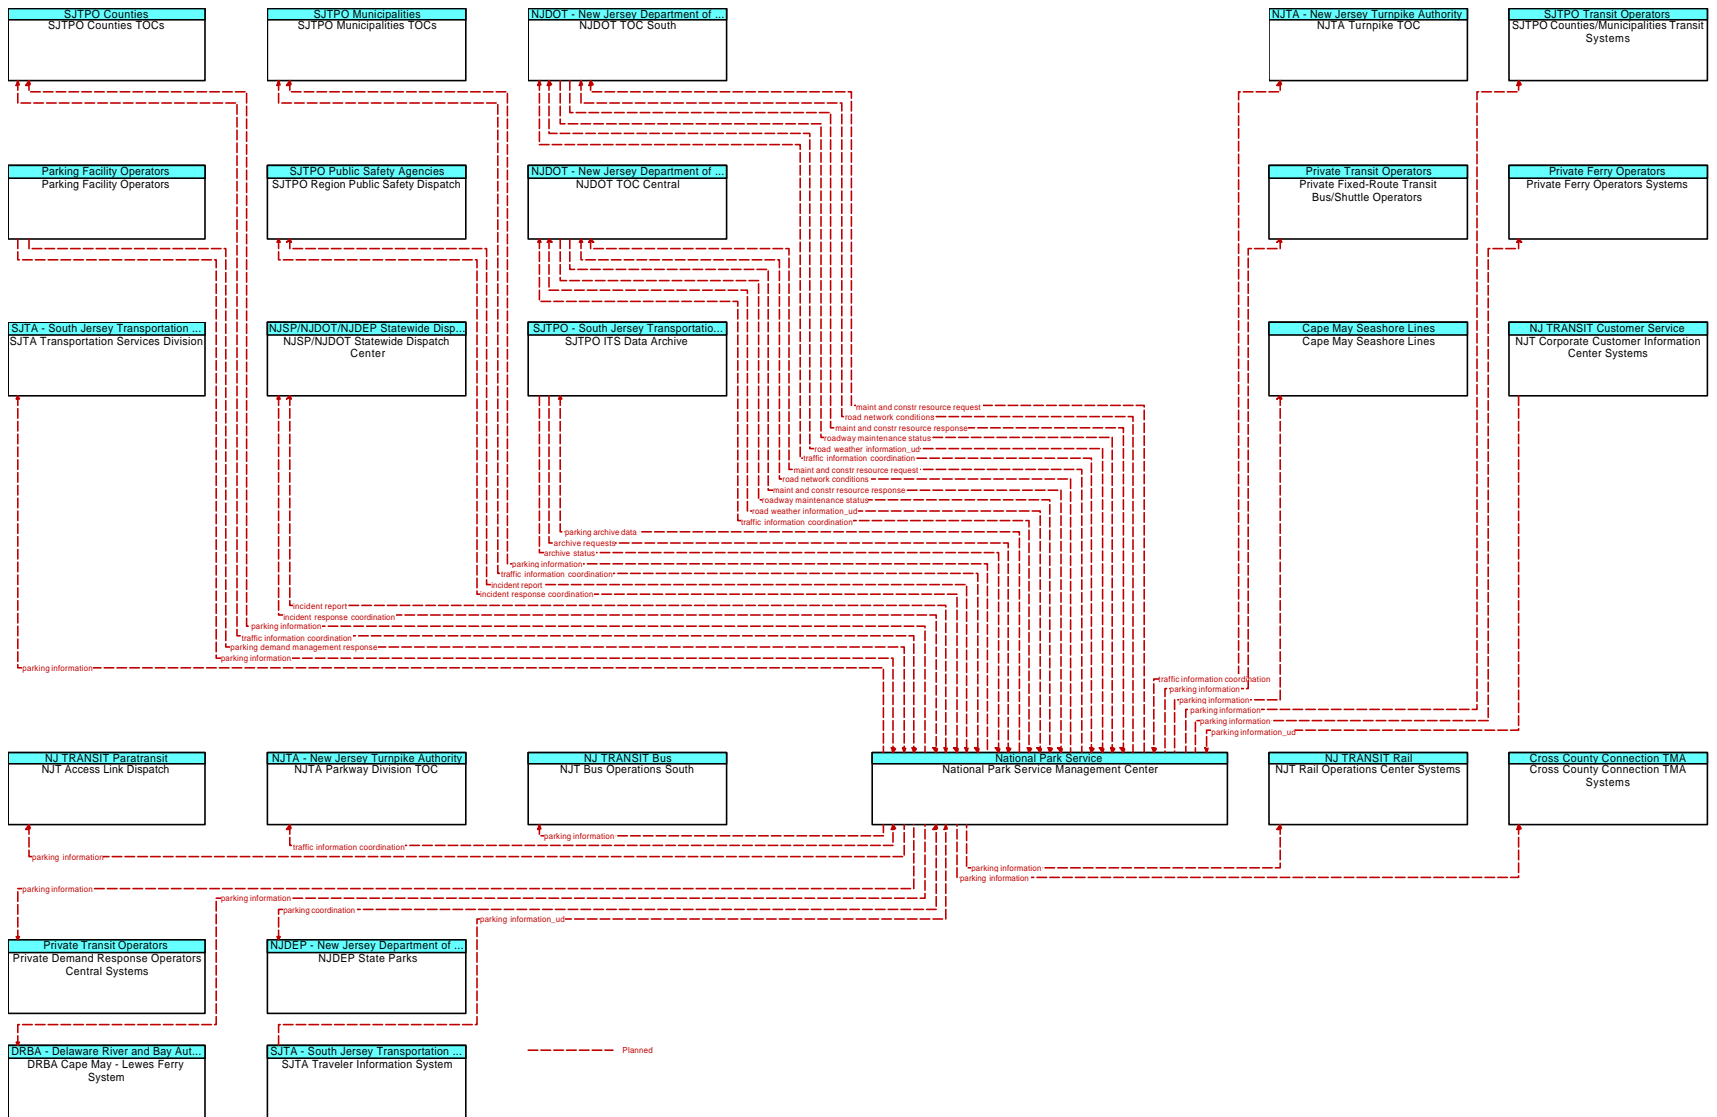 SJTPO Counties
SJTPO Counties TOCs
SJTPO Municipalities
SJTPO Municipalities TOCs
NJDOT - New Jersey Department of ...
NJDOT TOC South
NJTA - New Jersey Turnpike Authority
NJTA Turnpike TOC
SJTPO Transit Operators
SJTPO Counties/Municipalities Transit
Systems
Parking Facility Operators
Parking Facility Operators
SJTPO Public Safety Agencies
SJTPO Region Public Safety Dispatch
NJDOT - New Jersey Department of ...
NJDOT TOC Central
Private Transit Operators
Private Fixed-Route Transit
Bus/Shuttle Operators
Private Ferry Operators
Private Ferry Operators Systems
SJTA - South Jersey Transportation ...
SJTA Transportation Services Division
NJSP/NJDOT/NJDEP Statewide Disp...
NJSP/NJDOT Statewide Dispatch
Center
SJTPO - South Jersey Transportatio...
SJTPO ITS Data Archive
Cape May Seashore Lines
Cape May Seashore Lines
NJ TRANSIT Customer Service
NJT Corporate Customer Information
Center Systems
maint and constr resource request
road network conditions
maint and constr resource response
roadway maintenance status
road weather information_ud
traffic information coordination
maint and constr resource request
road network conditions
maint and constr resource response
roadway maintenance status
road weather information_ud
traffic information coordination
parking archive data
archive requests
archive status
parking information
traffic information coordination
incident report
incident response coordination
incident report
incident response coordination
parking information
traffic information coordination
parking demand management response
parking information
parking information
traffic information coordination
parking information
parking information
parking information
parking information
parking information_ud
NJ TRANSIT Paratransit
NJT Access Link Dispatch
NJTA - New Jersey Turnpike Authority
NJTA Parkway Division TOC
NJ TRANSIT Bus
NJT Bus Operations South
National Park Service
National Park Service Management Center
NJ TRANSIT Rail
NJT Rail Operations Center Systems
Cross County Connection TMA
Cross County Connection TMA
Systems
parking information
traffic information coordination
parking information
parking information
parking information
parking information
parking information
parking coordination
parking information_ud
Private Transit Operators
Private Demand Response Operators
Central Systems
NJDEP - New Jersey Department of ...
NJDEP State Parks
DRBA - Delaware River and Bay Aut...
DRBA Cape May - Lewes Ferry
System
SJTA - South Jersey Transportation ...
SJTA Traveler Information System
Planned